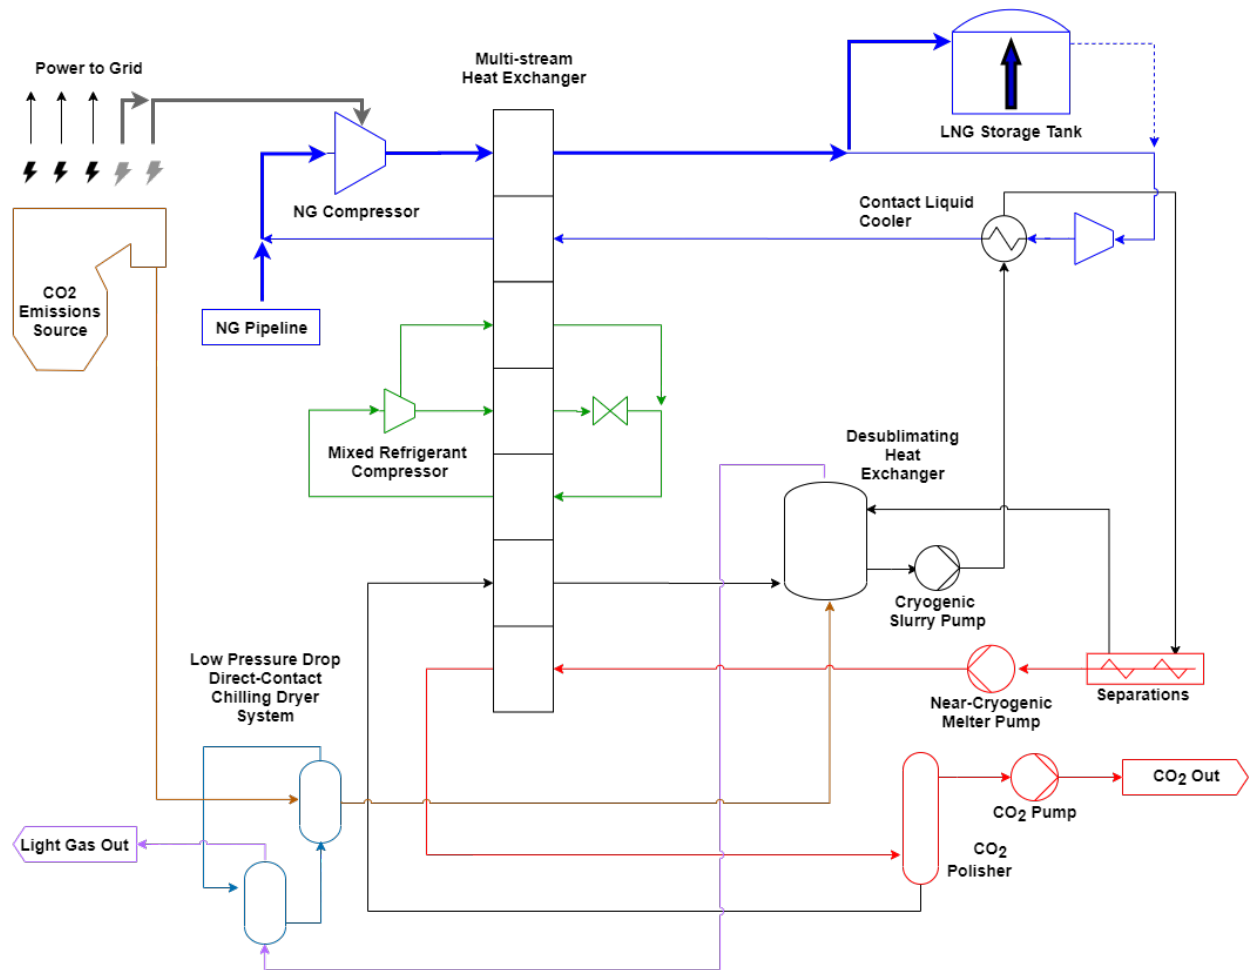 Power to Grid
Multi-stream
Heat Exchanger
LNG Storage Tank
NG Compressor
Contact Liquid
Cooler
CO2
Emissions
Source
NG Pipeline
Mixed Refrigerant
Compressor
Desublimating
Heat
Exchanger
Cryogenic
Slurry Pump
Low Pressure Drop
Direct-Contact
Chilling Dryer
System
Near-Cryogenic
Melter Pump
Separations
CO₂ Out
CO₂ Pump
Light Gas Out
CO₂
Polisher